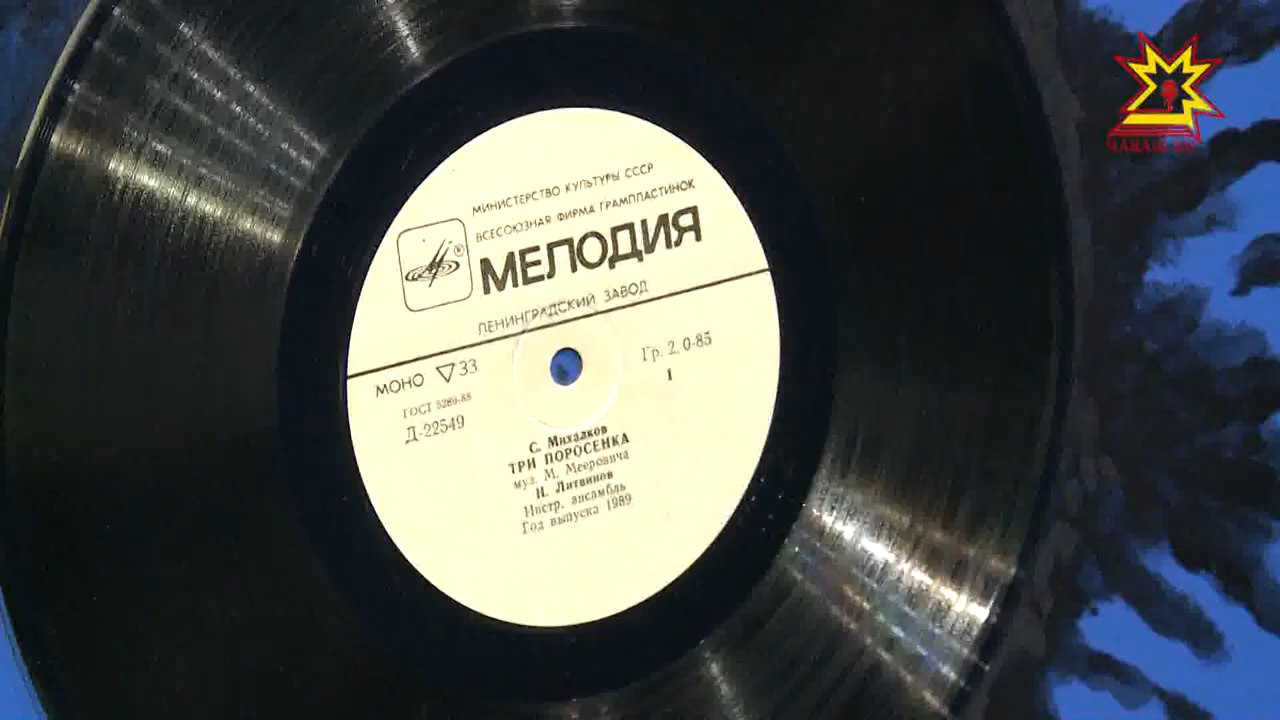 МИНИСТЕРСТВО КУЛЬТУРЫ СССР
ВСЕСОЮЗНАЯ ФИРМА ГРАМПЛАСТИНОК
МЕЛОДИЯ
ЛЕНИНГРАДСКИЙ ЗАВОД
МОНО ▽33
Гр. 2. 0-85
ГОСТ 5289-88
1
Д-22549
С. Михалков
ТРИ ПОРОСЕНКА
муз. М. Мееровича
Н. Литвинов
Инстр. ансамбль
Год выпуска 1989